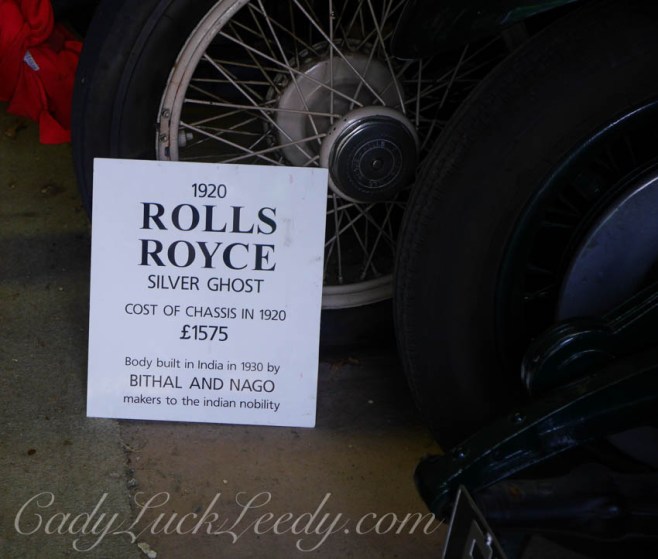 1920
ROLLS
ROYCE
SILVER GHOST
COST OF CHASSIS IN 1920
£1575
Body built in India in 1930 by
BITHAL AND NAGO
makers to the indian nobility
CadyLuckLeedy.com